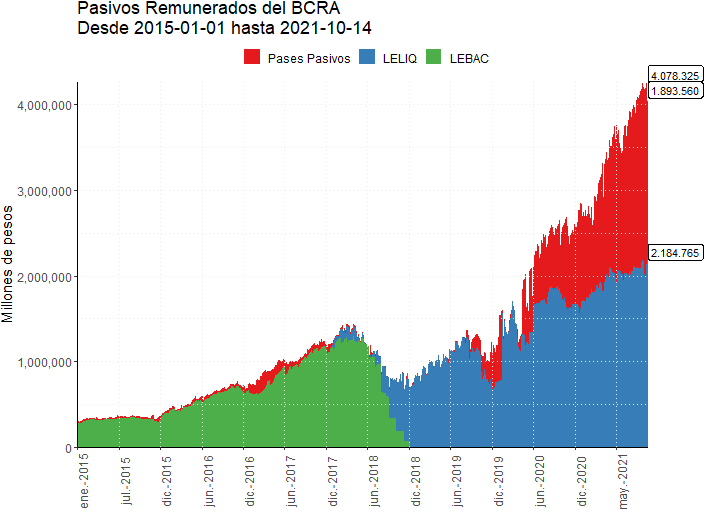 Pasivos Remunerados del BCRA
Desde 2015-01-01 hasta 2021-10-14
Pases Pasivos LELIQ LEBAC
4.078.325
1.893.560
2.184.765
Millones de pesos
4,000,000
3,000,000
2,000,000
1,000,000
0
ene.-2015
jul.-2015
dic.-2015
jun.-2016
dic.-2016
jun.-2017
dic.-2017
jun.-2018
dic.-2018
jun.-2019
dic.-2019
jun.-2020
dic.-2020
may.-2021